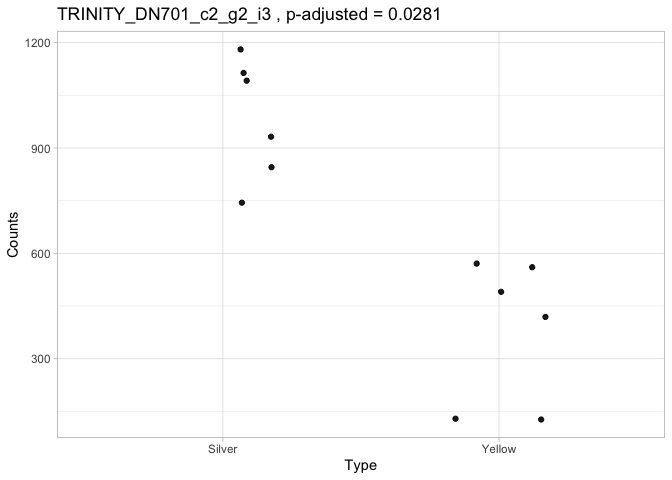 TRINITY_DN701_c2_g2_i3 , p-adjusted = 0.0281
1200
900
600
300
Counts
Silver Yellow
Type